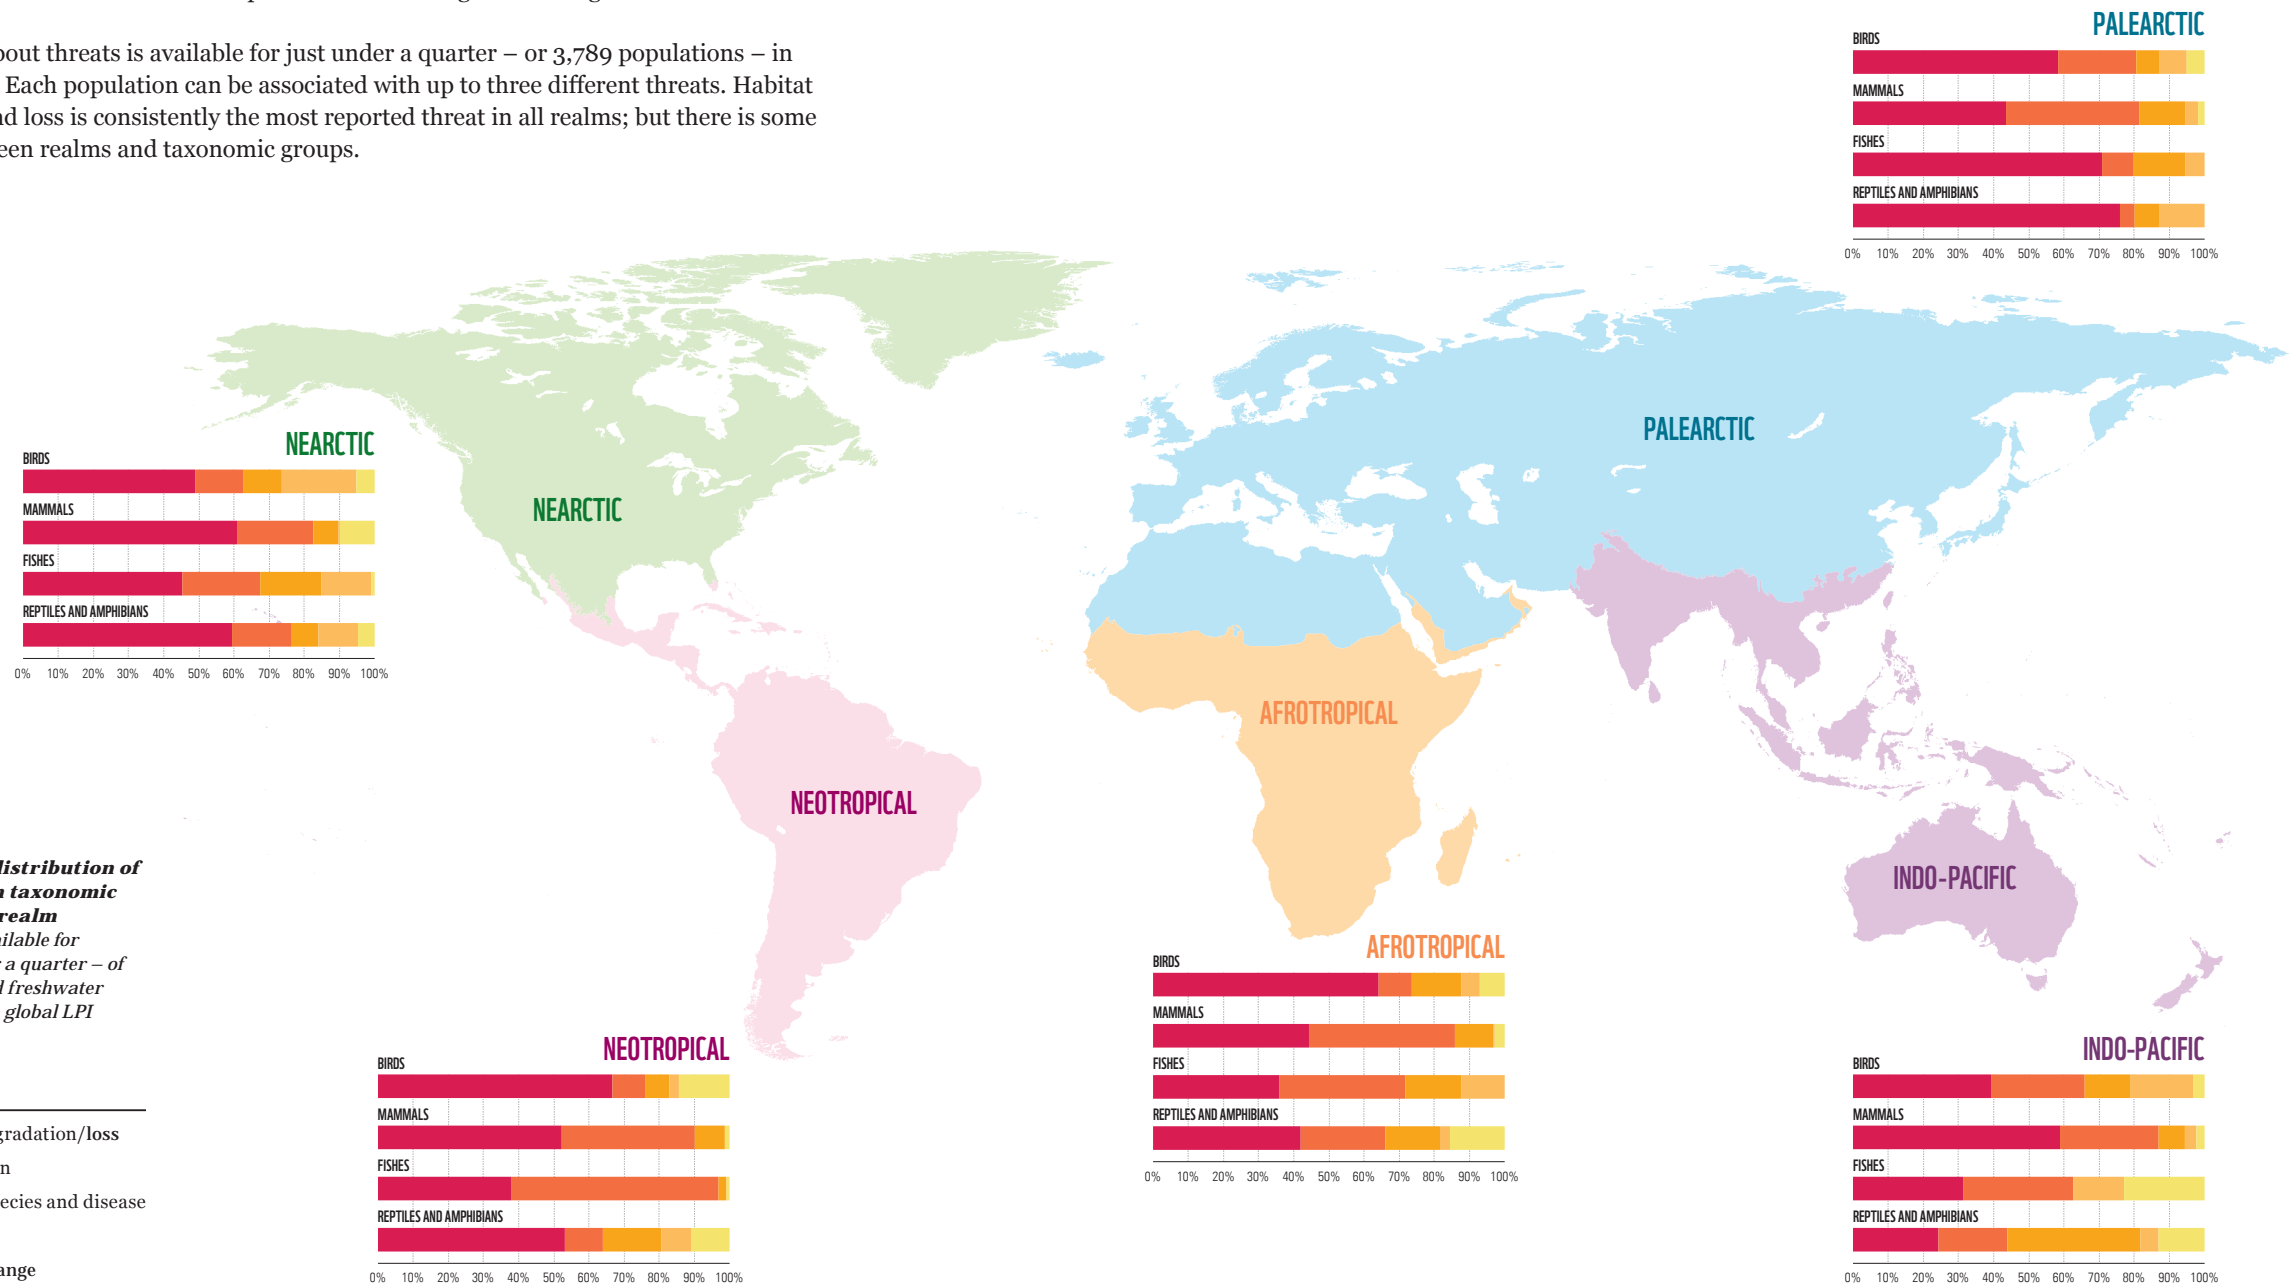 bout threats is available for just under a quarter – or 3,789 populations – in
Each population can be associated with up to three different threats. Habitat
nd loss is consistently the most reported threat in all realms; but there is some
een realms and taxonomic groups.
PALEARCTIC
BIRDS
MAMMALS
FISHES
REPTILES AND AMPHIBIANS
0% 10% 20% 30% 40% 50% 60% 70% 80% 90% 100%
NEARCTIC
BIRDS
MAMMALS
FISHES
REPTILES AND AMPHIBIANS
0% 10% 20% 30% 40% 50% 60% 70% 80% 90% 100%
NEARCTIC
PALEARCTIC
AFROTROPICAL
NEOTROPICAL
INDO-PACIFIC
listribution of
n taxonomic
realm
ilable for
r a quarter – of
d freshwater
global LPI
gradation/loss
n
ecies and disease
ange
NEOTROPICAL
BIRDS
MAMMALS
FISHES
REPTILES AND AMPHIBIANS
0% 10% 20% 30% 40% 50% 60% 70% 80% 90% 100%
AFROTROPICAL
BIRDS
MAMMALS
FISHES
REPTILES AND AMPHIBIANS
0% 10% 20% 30% 40% 50% 60% 70% 80% 90% 100%
INDO-PACIFIC
BIRDS
MAMMALS
FISHES
REPTILES AND AMPHIBIANS
0% 10% 20% 30% 40% 50% 60% 70% 80% 90% 100%